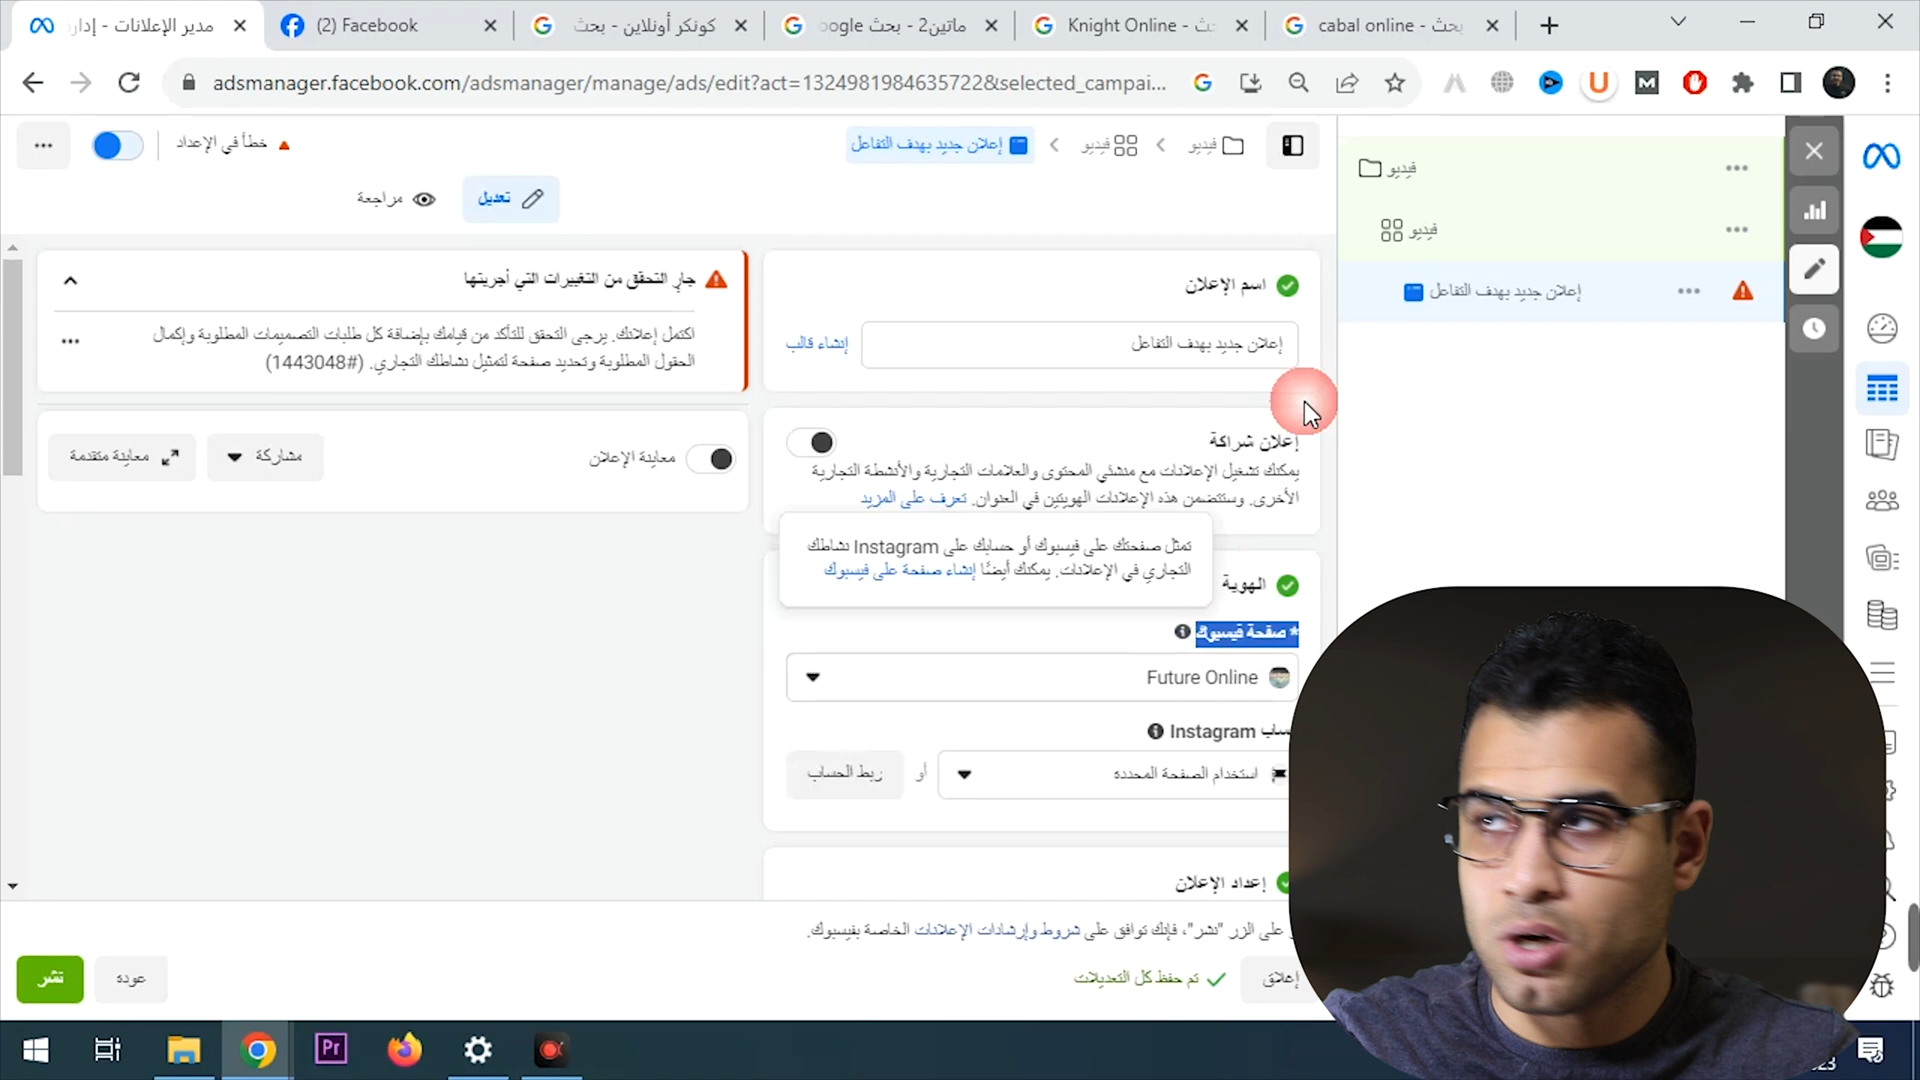 مدير الإعلانات - إدار
(2) Facebook
كونكر أونلاين - بحث
ماتين2 - بحث oogle
Knight Online - ث
cabal online - بحث
adsmanager.facebook.com/adsmanager/manage/ads/edit?act=1324981984635722&selected_campai...
خطأ في الإعداد
فيديو
فيديو
إعلان جديد بهدف التفاعل
تعديل
مراجعة
فيديو
فيديو
إعلان جديد بهدف التفاعل
اسم الإعلان
إعلان جديد بهدف التفاعل
إنشاء قالب
إعلان شراكة
يمكنك تشغيل الإعلانات مع منشئي المحتوى والعلامات التجارية والأنشطة التجارية
الأخرى. وستتضمن هذه الإعلانات الهويتين في العنوان. تعرف على المزيد
تمثل صفحتك على فيسبوك أو حسابك على Instagram نشاطك
التجاري في الإعلانات. يمكنك أيضًا إنشاء صفحة على فيسبوك
الهوية
* صفحة فيسبوك
Future Online
ساب Instagram
استخدام الصفحة المحددة
أو
ربط الحساب
إعداد الإعلان
جارٍ التحقق من التغييرات التي أجريتها
اكتمل إعلانك. يرجى التحقق للتأكد من قيامك بإضافة كل طلبات التصميمات المطلوبة وإكمال
الحقول المطلوبة وتحديد صفحة لتمثيل نشاطك التجاري. (#1443048)
معاينة الإعلان
مشاركة
معاينة متقدمة
على الزر "نشر"، فإنك توافق على شروط وإرشادات الإعلانات الخاصة بفيسبوك.
إغلاق
تم حفظ كل التعديلات
عودة
نشر
Pr